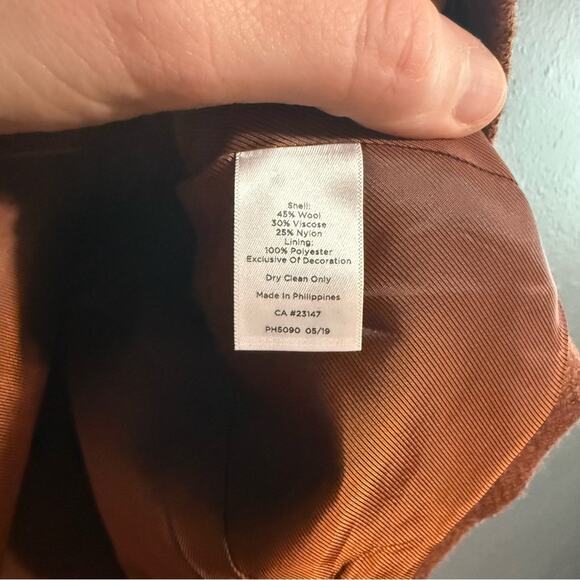 Shell:
45% Wool
30% Viscose
25% Nylon
Lining:
100% Polyester
Exclusive Of Decoration
Dry Clean Only
Made In Philippines
CA #23147
PH5090 05/19